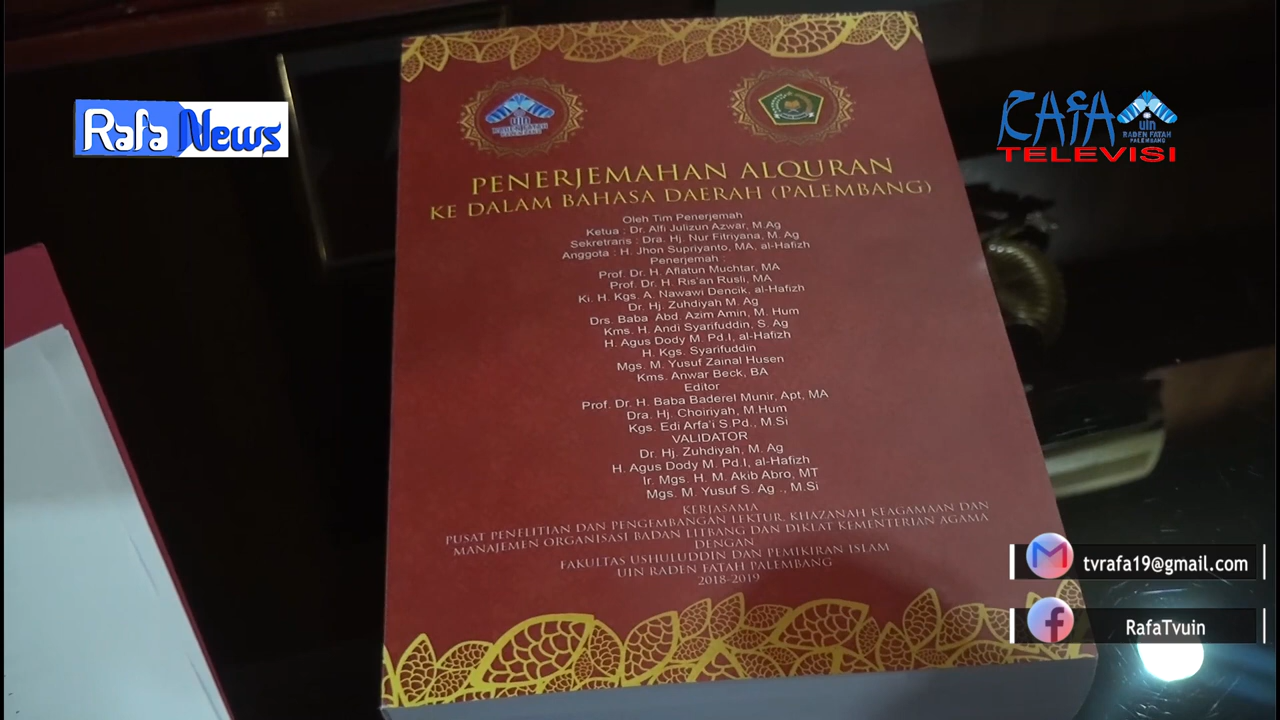 Rafa News
RAFA
uin
RADEN FATAH
PALEMBANG
TELEVISI
uin
RADEN FATAH
PENERJEMAHAN ALQURAN
KE DALAM BAHASA DAERAH (PALEMBANG)
Oleh Tim Penerjemah
Ketua : Dr. Alfi Julizun Azwar, M.Ag
Sekretraris : Dra. Hj. Nur Fitriyana, M. Ag
Anggota : H. Jhon Supriyanto, MA, al-Hafizh
Penerjemah :
Prof. Dr. H. Aflatun Muchtar, MA
Prof. Dr. H. Ris'an Rusli, MA
Ki. H. Kgs. A. Nawawi Dencik, al-Hafizh
Dr. Hj. Zuhdiyah M. Ag
Drs. Baba Abd. Azim Amin, M. Hum
Kms. H. Andi Syarifuddin, S. Ag
H. Agus Dody M. Pd.I, al-Hafizh
H. Kgs. Syarifuddin
Mgs. M. Yusuf Zainal Husen
Kms. Anwar Beck, BA
Editor
Prof. Dr. H. Baba Baderel Munir, Apt, MA
Dra. Hj. Choiriyah, M.Hum
Kgs. Edi Arfa'i S.Pd., M.Si
VALIDATOR
Dr. Hj. Zuhdiyah, M. Ag
H. Agus Dody M. Pd.I, al-Hafizh
Ir. Mgs. H. M. Akib Abro, MT
Mgs. M. Yusuf S. Ag ., M.Si
KERJASAMA
PUSAT PENELITIAN DAN PENGEMBANGAN LEKTUR, KHAZANAH KEAGAMAAN DAN
MANAJEMEN ORGANISASI BADAN LITBANG DAN DIKLAT KEMENTERIAN AGAMA
DENGAN
FAKULTAS USHULUDDIN DAN PEMIKIRAN ISLAM
UIN RADEN FATAH PALEMBANG
2018-2019
tvrafa19@gmail.com
RafaTvuin